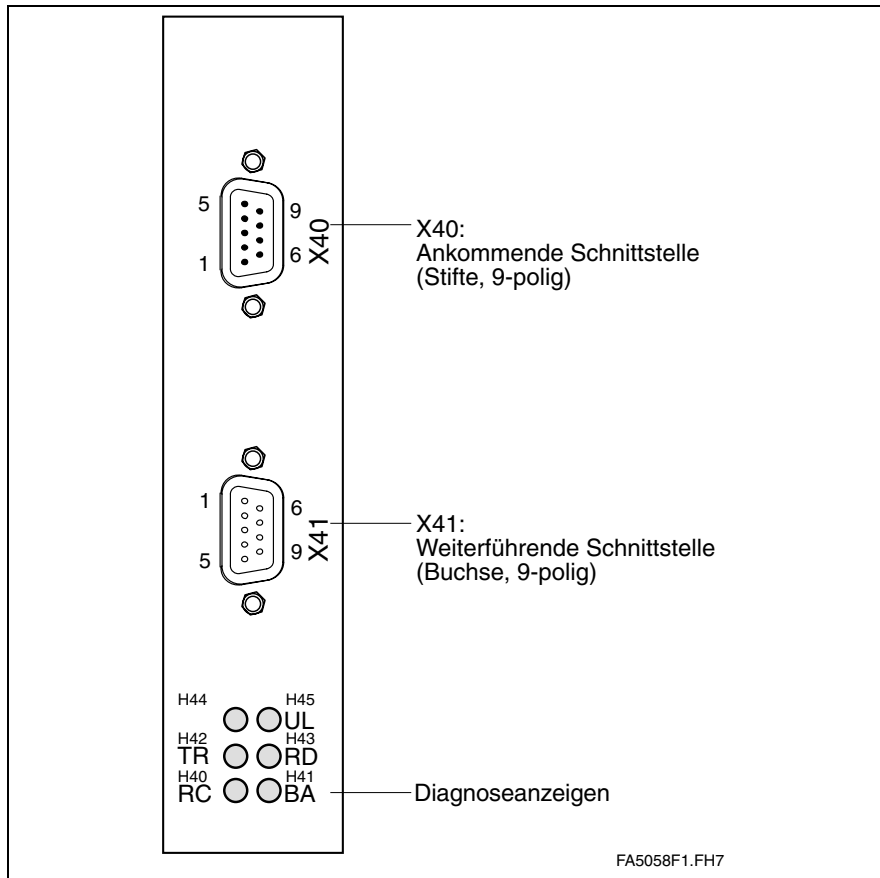 5
9
X40
1
6
X40:
Ankommende Schnittstelle
(Stifte, 9-polig)
1
6
X41
5
9
X41:
Weiterführende Schnittstelle
(Buchse, 9-polig)
H44 H45
UL
H42 H43
TR RD
H40 H41
RC BA
Diagnoseanzeigen
FA5058F1.FH7